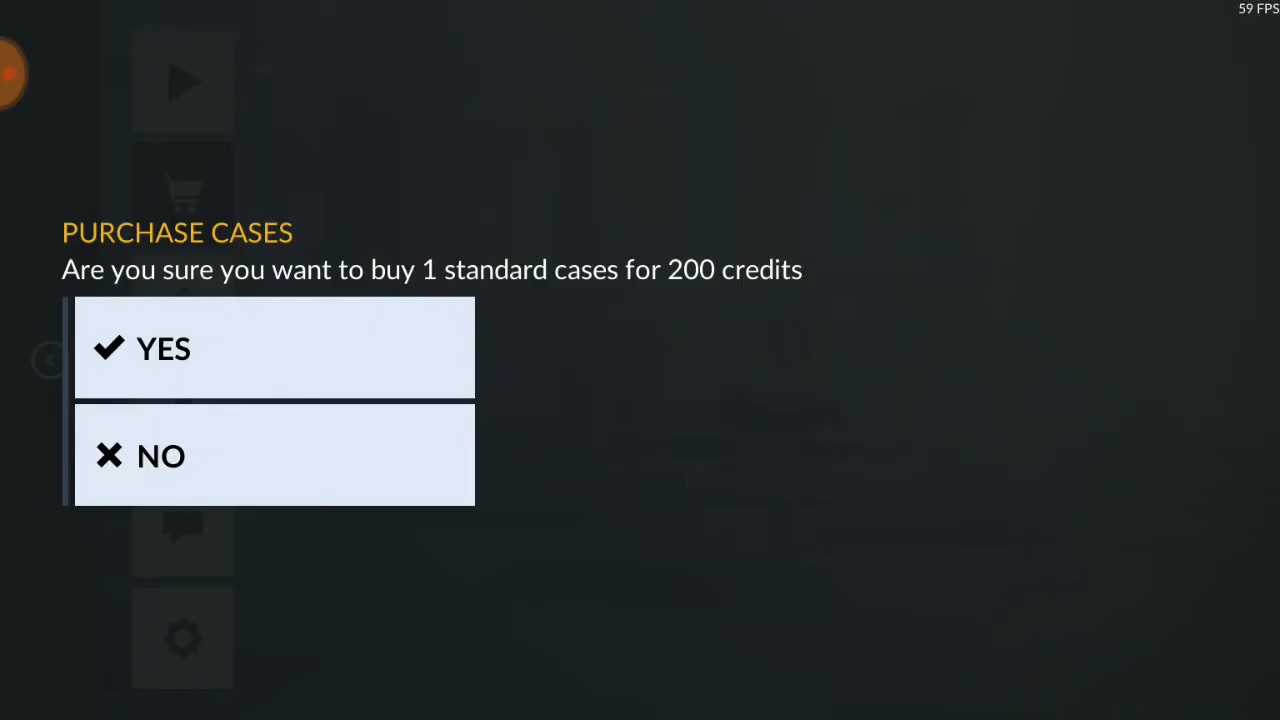 59 FPS
PURCHASE CASES
Are you sure you want to buy 1 standard cases for 200 credits
YES
NO